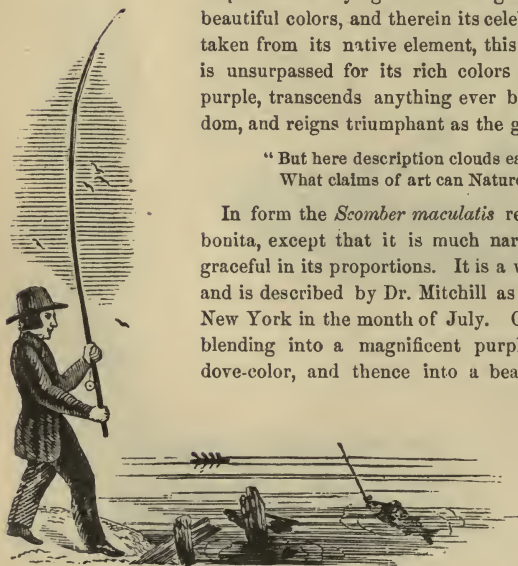 beautiful colors, and therein its cele
taken from its native element, this
is unsurpassed for its rich colors
purple, transcends anything ever b
dom, and reigns triumphant as the g
“ But here description clouds ea
What claims of art can Nature
In form the Scomber maculatis re
bonita, except that it is much nar
graceful in its proportions. It is a v
and is described by Dr. Mitchill as
New York in the month of July. O
blending into a magnificent purpl
dove-color, and thence into a bea